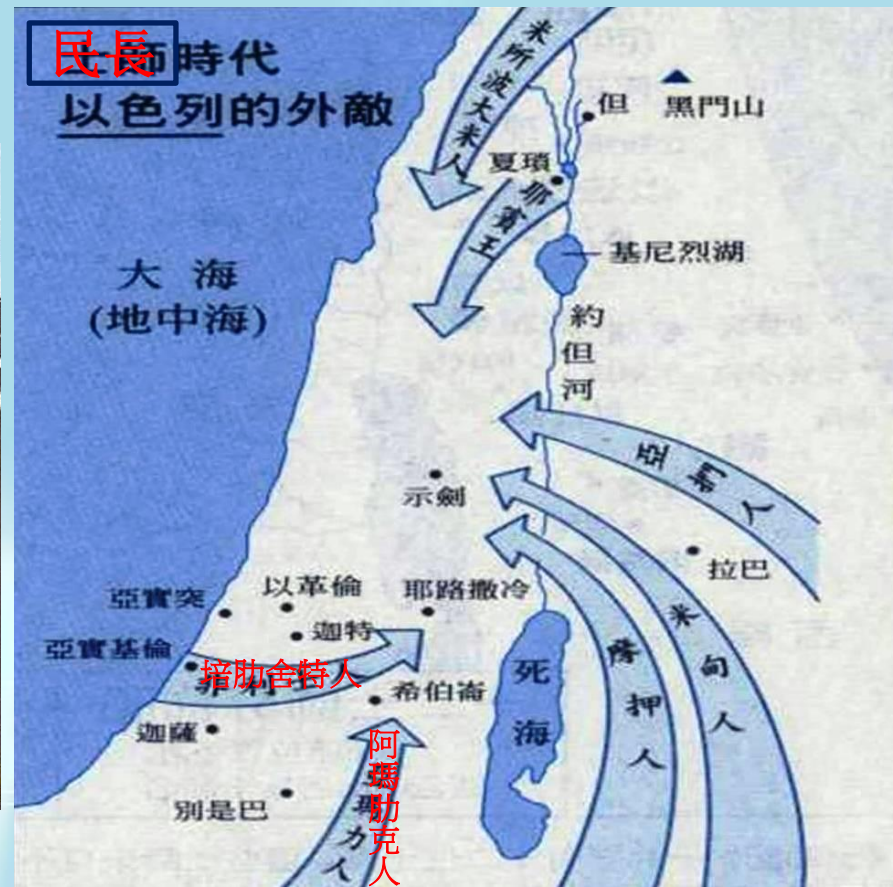 民長時代
以色列的外敵
米所波大米人
但
黑門山
夏瑣
耶賓王
基尼烈湖
大海
(地中海)
約但河
亞捫人
示劍
拉巴
亞實突
以革倫
耶路撒冷
迦特
亞實基倫
培肋舍特人
希伯崙
死海
摩押人
米甸人
迦薩
別是巴
阿瑪肋克人
力人